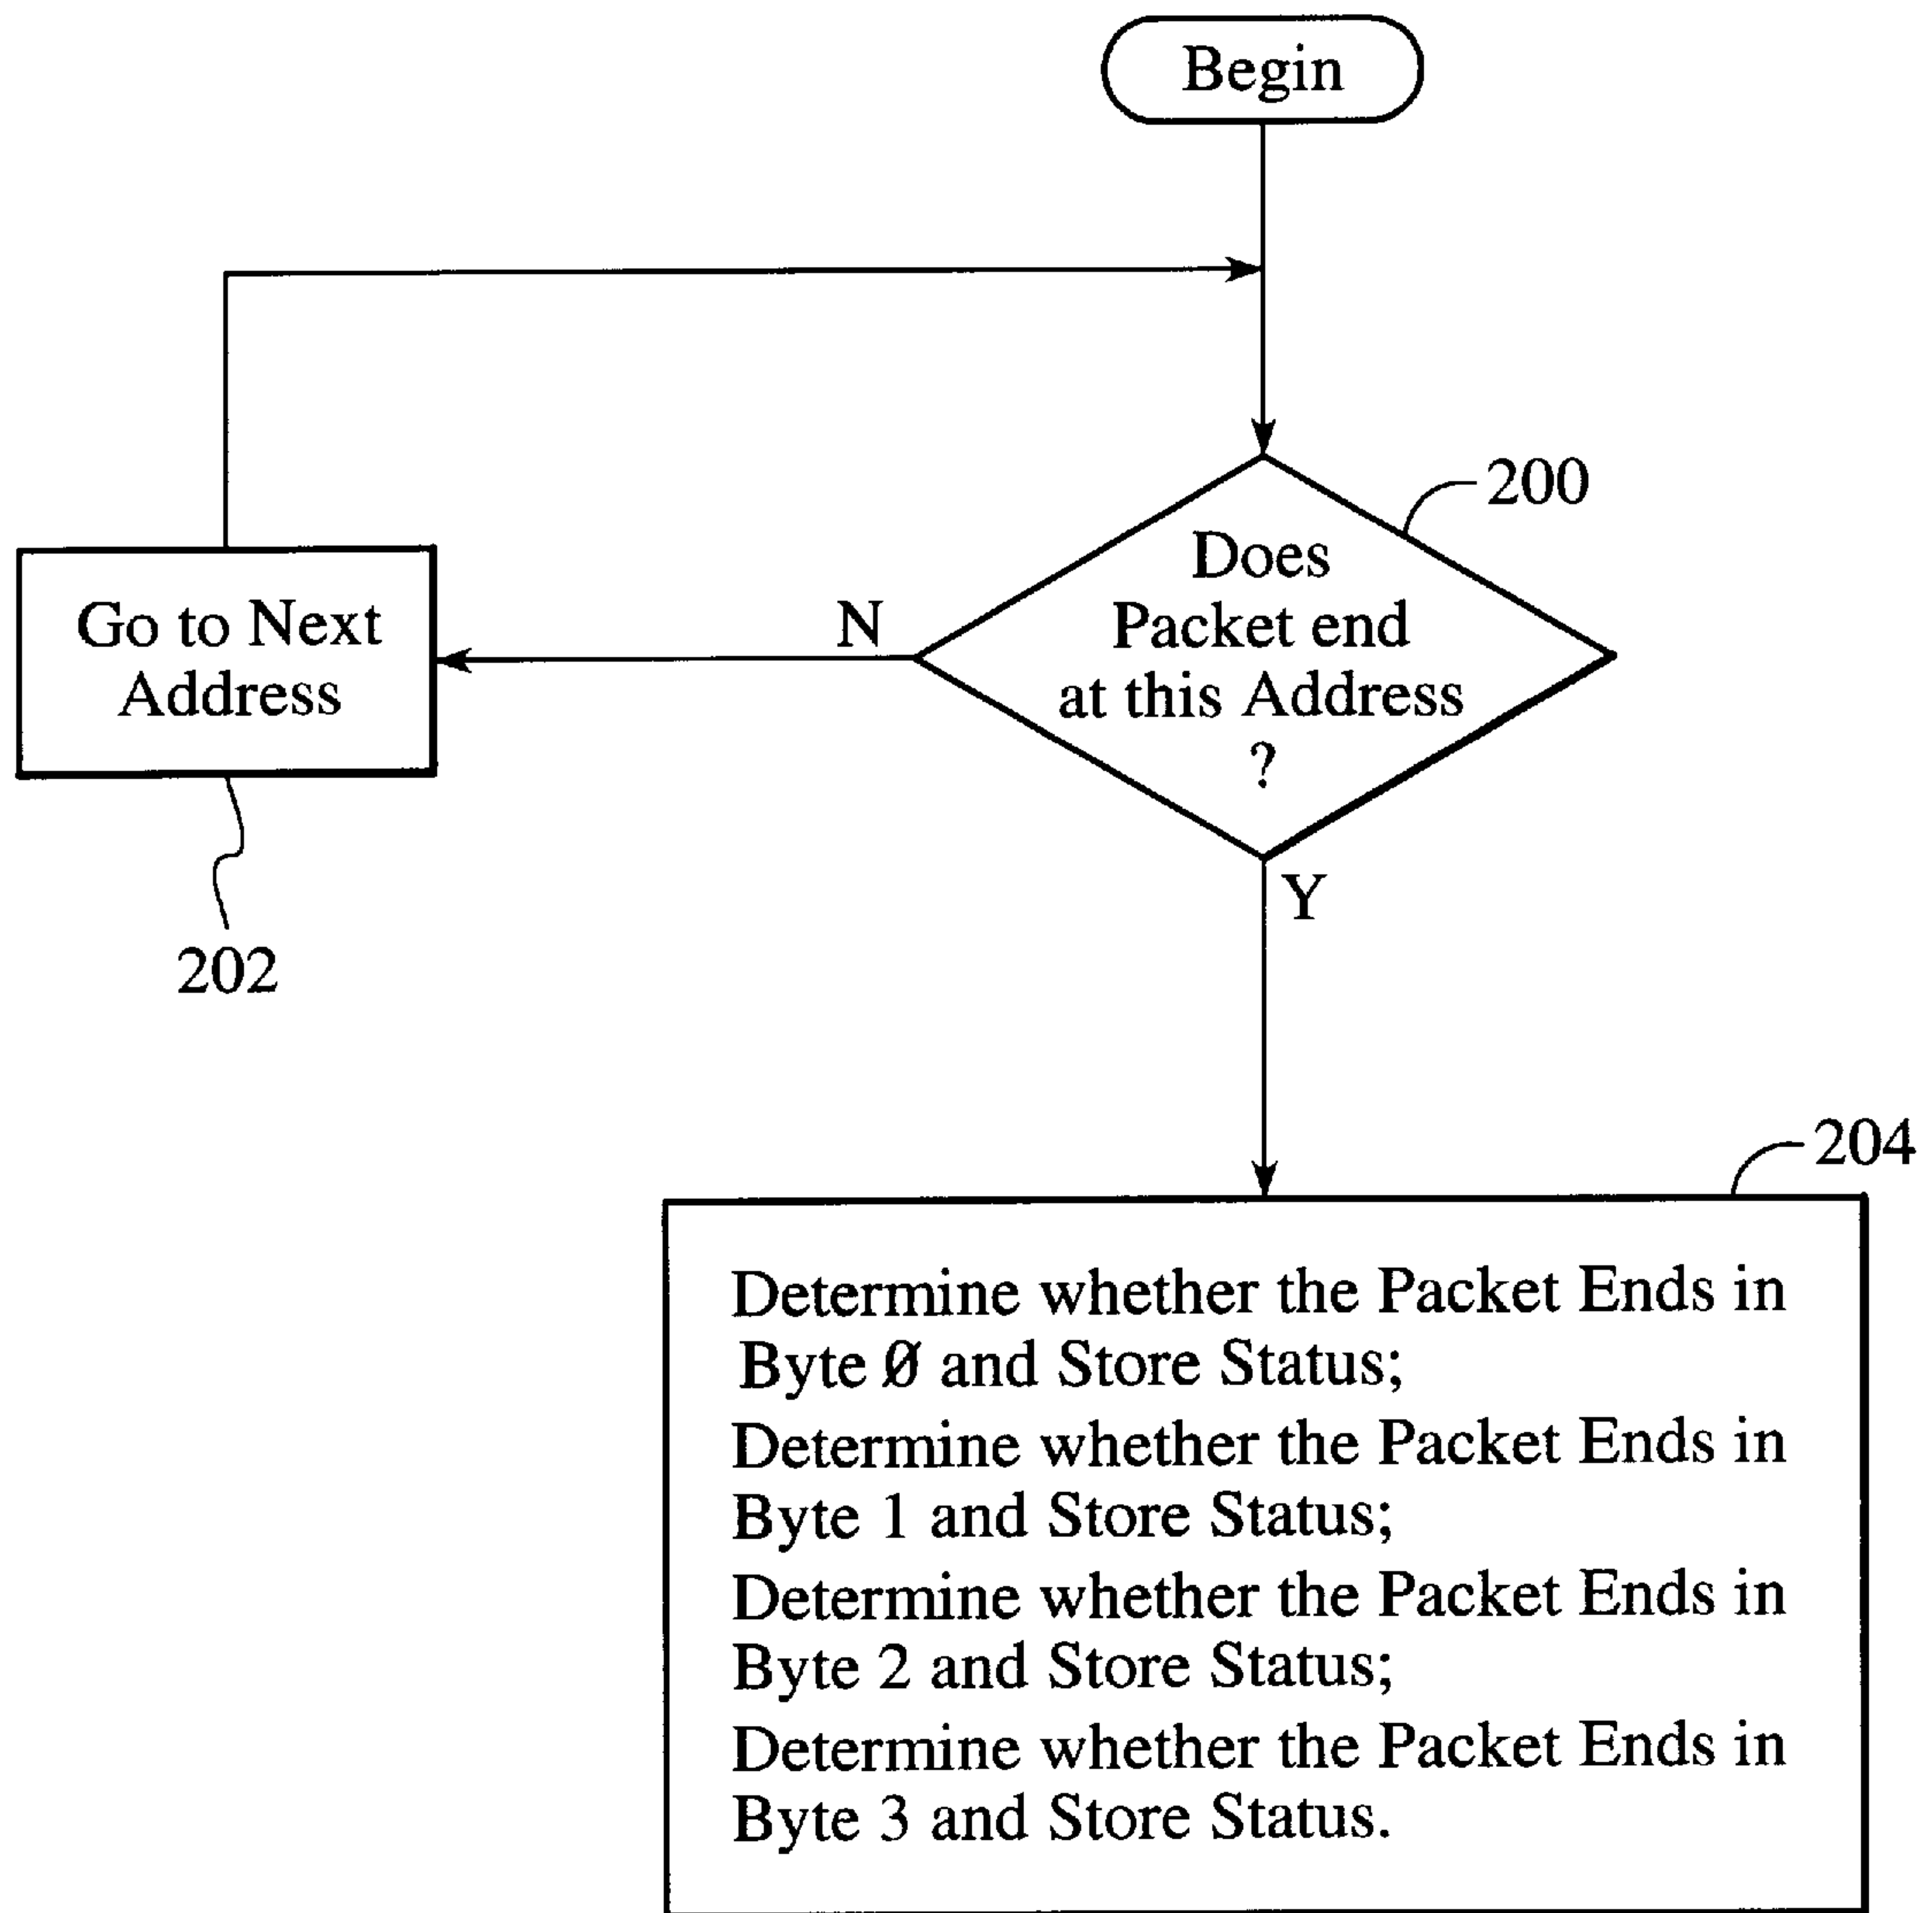 Begin
200
Does
Packet end
at this Address
?
N
Go to Next
Address
202
Y
204
Determine whether the Packet Ends in
Byte 0 and Store Status;
Determine whether the Packet Ends in
Byte 1 and Store Status;
Determine whether the Packet Ends in
Byte 2 and Store Status;
Determine whether the Packet Ends in
Byte 3 and Store Status.